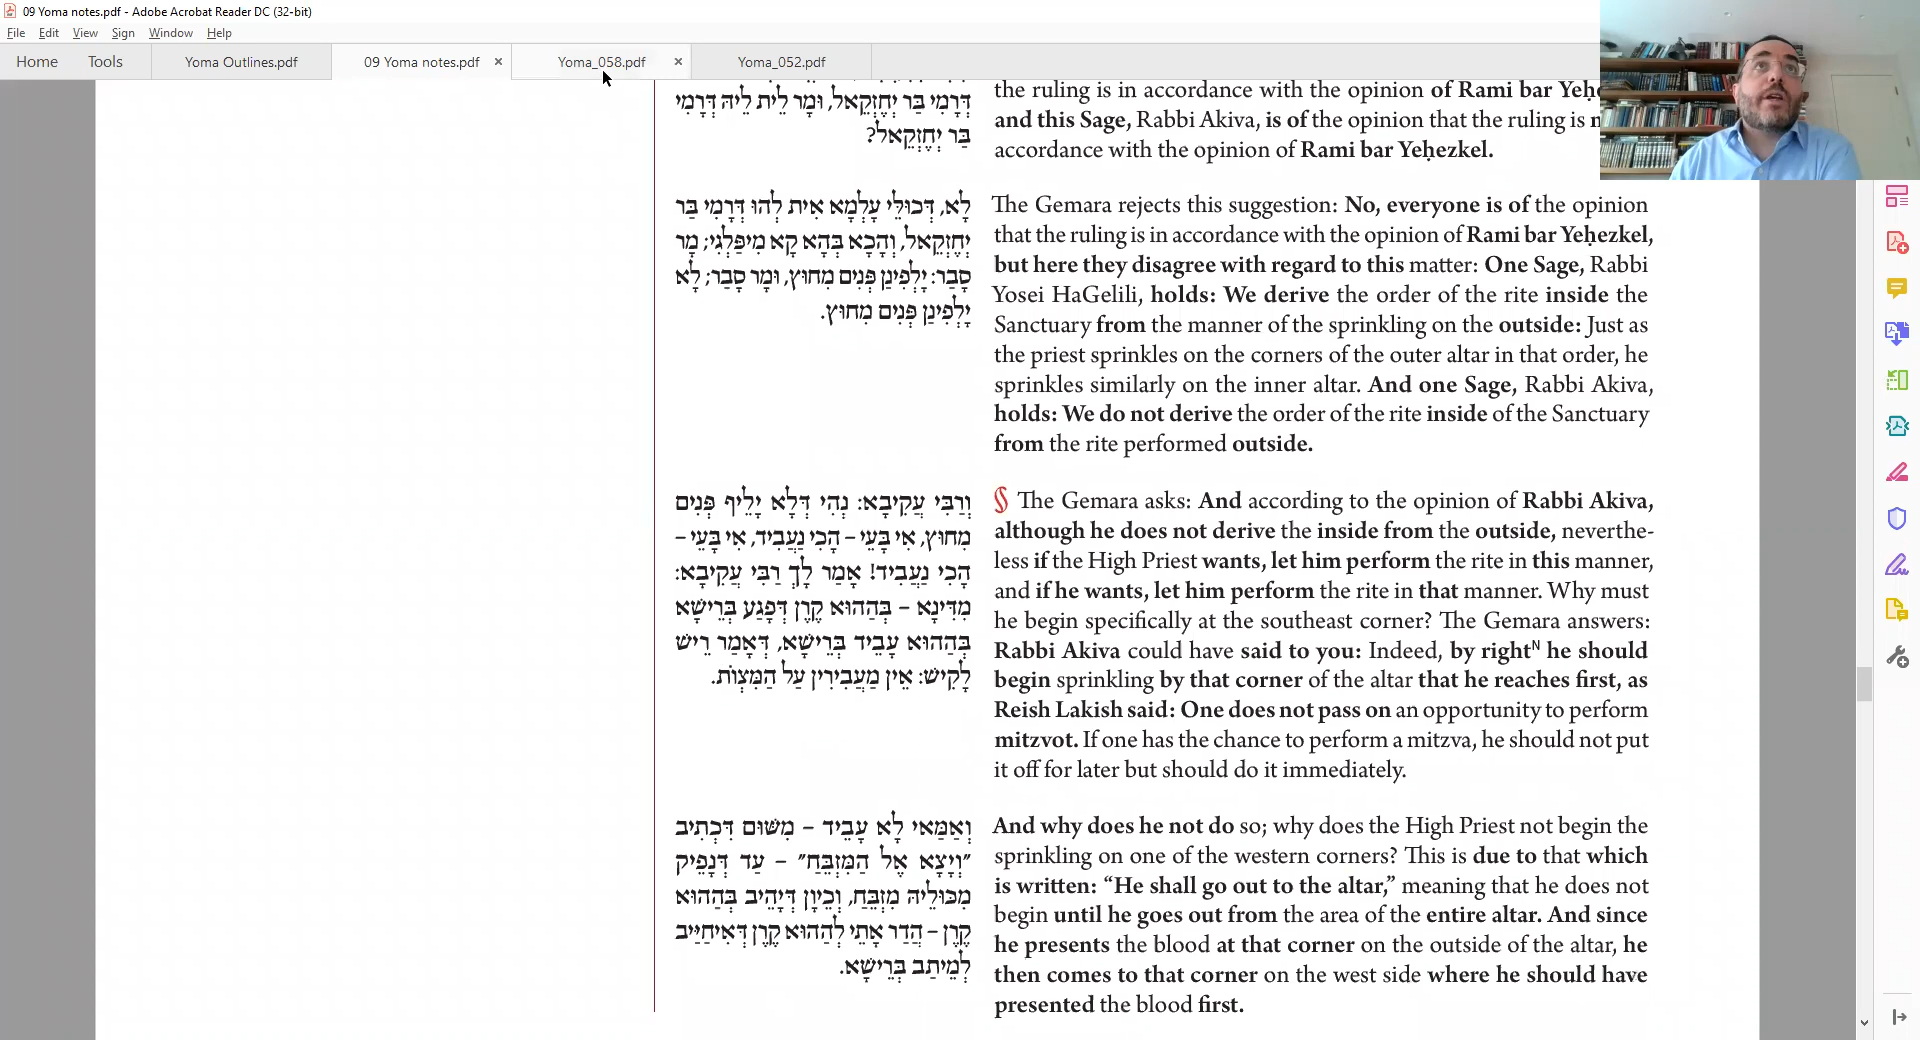 09 Yoma notes.pdf - Adobe Acrobat Reader DC (32-bit)
File Edit View Sign Window Help
Home Tools Yoma Outlines.pdf 09 Yoma notes.pdf × Yoma_058.pdf × Yoma_052.pdf
דְּרָמִי בַּר יְחֶזְקֵאל, וּמָר לֵית לֵיהּ דְּרָמִי
בַּר יְחֶזְקֵאל?
the ruling is in accordance with the opinion of Rami bar
and this Sage, Rabbi Akiva, is of the opinion that the ruling is
accordance with the opinion of Rami bar Yeḥezkel.
לָא, דְּכוּלֵּי עָלְמָא אִית לְהוּ דְּרָמִי בַּר
יְחֶזְקֵאל, וְהָכָא בְּהָא קָא מִיפַּלְגִי; מָר
סָבַר: יָלְפִינַן פְּנִים מִחוּץ, וּמָר סָבַר; לָא
יָלְפִינַן פְּנִים מִחוּץ.
The Gemara rejects this suggestion: No, everyone is of the opinion
that the ruling is in accordance with the opinion of Rami bar Yeḥezkel,
but here they disagree with regard to this matter: One Sage, Rabbi
Yosei HaGelili, holds: We derive the order of the rite inside the
Sanctuary from the manner of the sprinkling on the outside: Just as
the priest sprinkles on the corners of the outer altar in that order, he
sprinkles similarly on the inner altar. And one Sage, Rabbi Akiva,
holds: We do not derive the order of the rite inside of the Sanctuary
from the rite performed outside.
וְרַבִּי עֲקִיבָא: נְהִי דְּלָא יָלֵיף פְּנִים
מִחוּץ, אִי בָּעֵי – הָכִי נַעֲבֵיד, אִי בָּעֵי –
הָכִי נַעֲבֵיד! אָמַר לָךְ רַבִּי עֲקִיבָא:
מִדִּינָא – בְּהַהוּא קֶרֶן דְּפָגַע בְּרֵישָׁא
בְּהַהוּא עָבֵיד בְּרֵישָׁא, דְּאָמַר רֵישׁ
לָקִישׁ: אֵין מַעֲבִירִין עַל הַמִּצְוֹת.
§ The Gemara asks: And according to the opinion of Rabbi Akiva,
although he does not derive the inside from the outside, neverthe-
less if the High Priest wants, let him perform the rite in this manner,
and if he wants, let him perform the rite in that manner. Why must
he begin specifically at the southeast corner? The Gemara answers:
Rabbi Akiva could have said to you: Indeed, by rightᴺ he should
begin sprinkling by that corner of the altar that he reaches first, as
Reish Lakish said: One does not pass on an opportunity to perform
mitzvot. If one has the chance to perform a mitzva, he should not put
it off for later but should do it immediately.
וְאַמַּאי לָא עָבֵיד – מִשּׁוּם דִּכְתִיב
״וְיָצָא אֶל הַמִּזְבֵּחַ״ – עַד דְּנָפֵיק
מִכּוּלֵּיהּ מִזְבֵּחַ, וְכֵיוָן דְּיָהֵיב בְּהַהוּא
קֶרֶן – הֲדַר אָתֵי לְהַהוּא קֶרֶן דְּאִיחַיַּיב
לְמֵיתַב בְּרֵישָׁא.
And why does he not do so; why does the High Priest not begin the
sprinkling on one of the western corners? This is due to that which
is written: “He shall go out to the altar,” meaning that he does not
begin until he goes out from the area of the entire altar. And since
he presents the blood at that corner on the outside of the altar, he
then comes to that corner on the west side where he should have
presented the blood first.